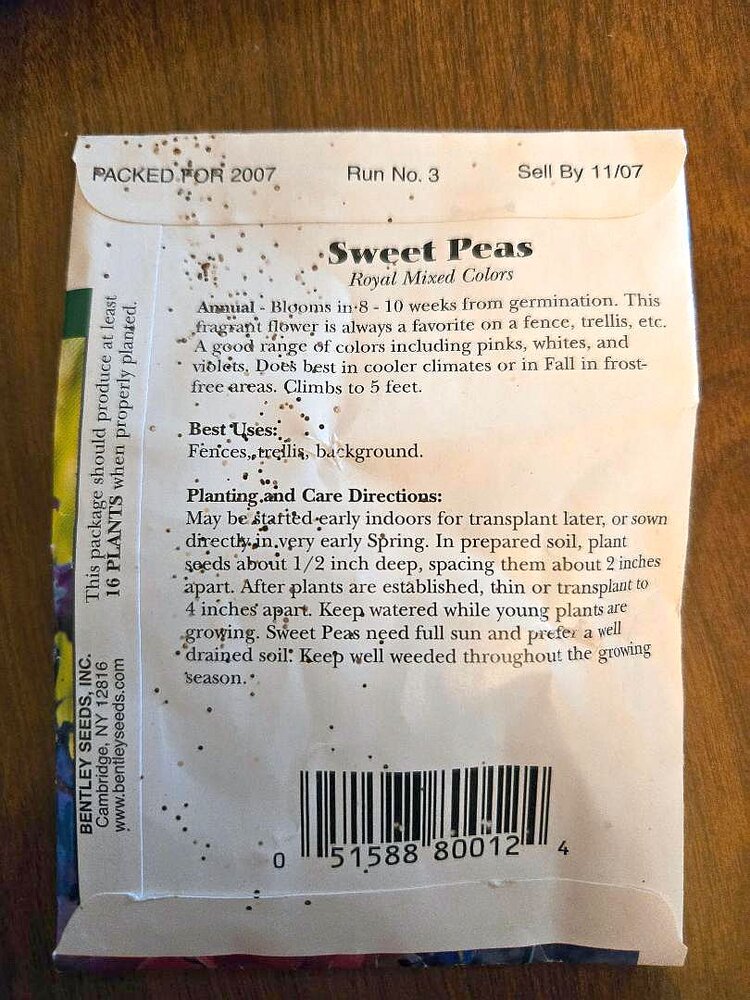 PACKED FOR 2007 Run No. 3 Sell By 11/07
Sweet Peas
Royal Mixed Colors
Annual - Blooms in 8 - 10 weeks from germination. This
fragrant flower is always a favorite on a fence, trellis, etc.
A good range of colors including pinks, whites, and
violets. Does best in cooler climates or in Fall in frost-
free areas. Climbs to 5 feet.
Best Uses:
Fences, trellis, background.
Planting and Care Directions:
May be started early indoors for transplant later, or sown
directly in very early Spring. In prepared soil, plant
seeds about 1/2 inch deep, spacing them about 2 inches
apart. After plants are established, thin or transplant to
4 inches apart. Keep watered while young plants are
growing. Sweet Peas need full sun and prefer a well
drained soil. Keep well weeded throughout the growing
season.
This package should produce at least
16 PLANTS when properly planted.
BENTLEY SEEDS, INC.
Cambridge, NY 12816
www.bentleyseeds.com
0 51588 80012 4